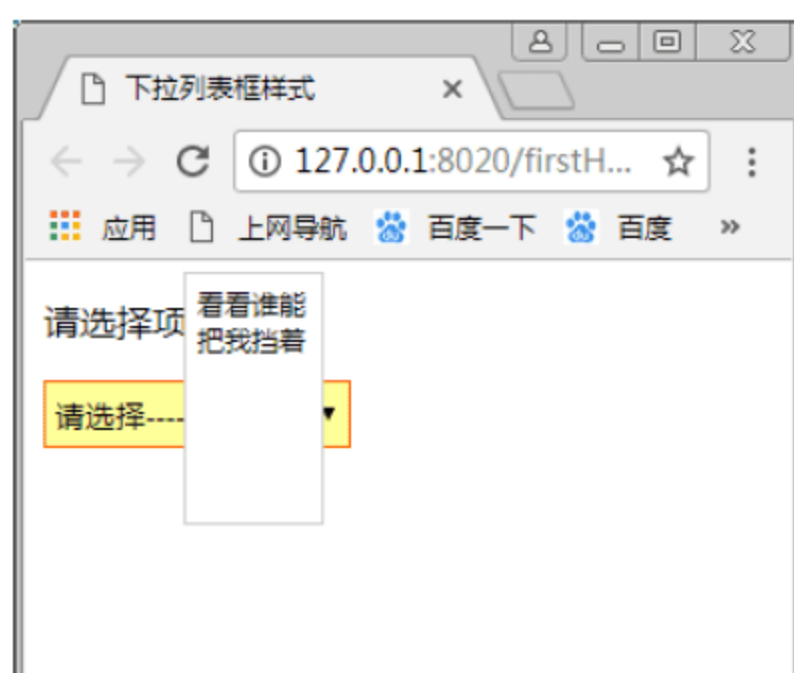 下拉列表框样式
127.0.0.1:8020/firstH...
应用 上网导航 百度一下 百度 »
请选择项
看看谁能
把我挡着
请选择----